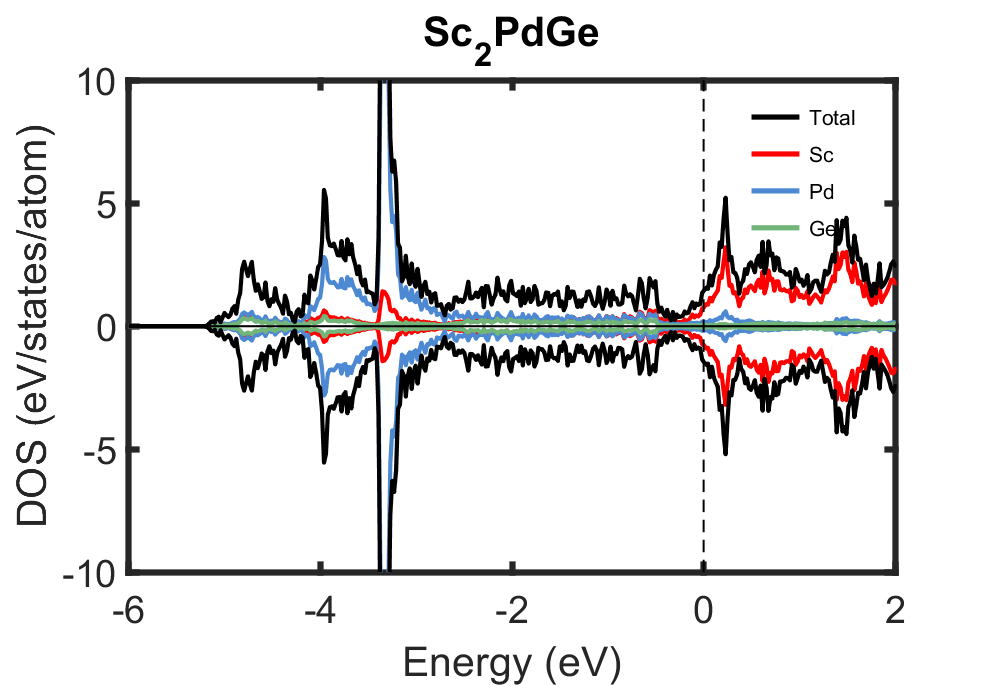 Sc2PdGe
10
5
0
-5
-10
DOS (eV/states/atom)
Total
Sc
Pd
Ge
-6 -4 -2 0 2
Energy (eV)